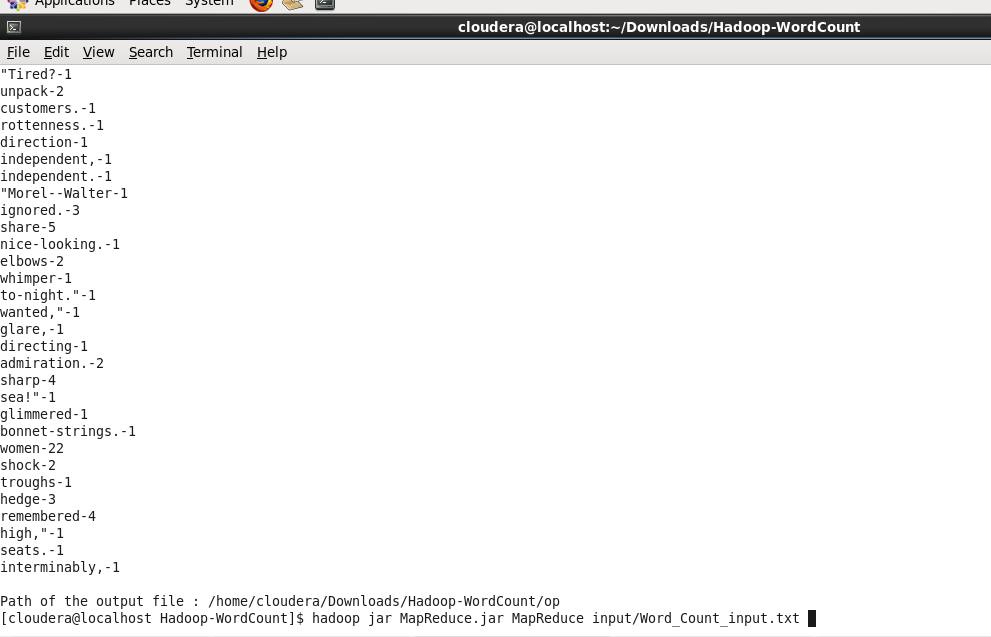 Applications Places System
cloudera@localhost:~/Downloads/Hadoop-WordCount
File Edit View Search Terminal Help
"Tired?-1
unpack-2
customers.-1
rottenness.-1
direction-1
independent,-1
independent.-1
"Morel--Walter-1
ignored.-3
share-5
nice-looking.-1
elbows-2
whimper-1
to-night."-1
wanted,"-1
glare,-1
directing-1
admiration.-2
sharp-4
sea!"-1
glimmered-1
bonnet-strings.-1
women-22
shock-2
troughs-1
hedge-3
remembered-4
high,"-1
seats.-1
interminably,-1
Path of the output file : /home/cloudera/Downloads/Hadoop-WordCount/op
[cloudera@localhost Hadoop-WordCount]$ hadoop jar MapReduce.jar MapReduce input/Word_Count_input.txt